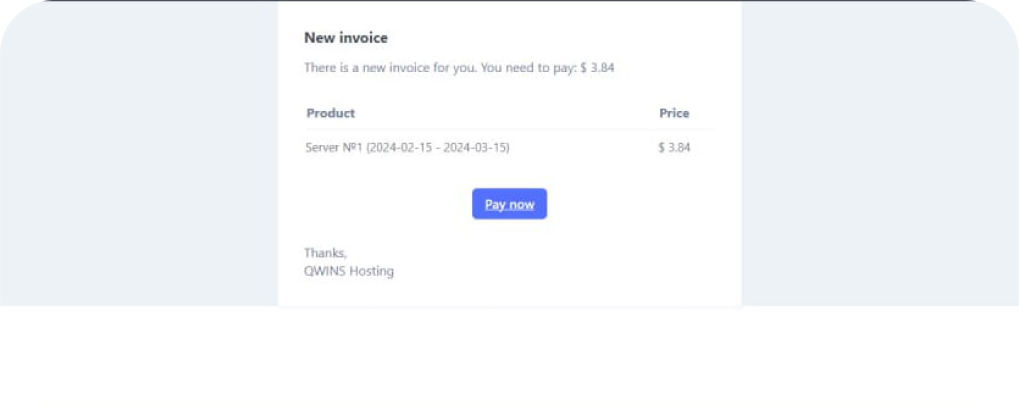 New invoice
There is a new invoice for you. You need to pay: $ 3.84
Product Price
Server №1 (2024-02-15 - 2024-03-15) $ 3.84
Pay now
Thanks,
QWINS Hosting